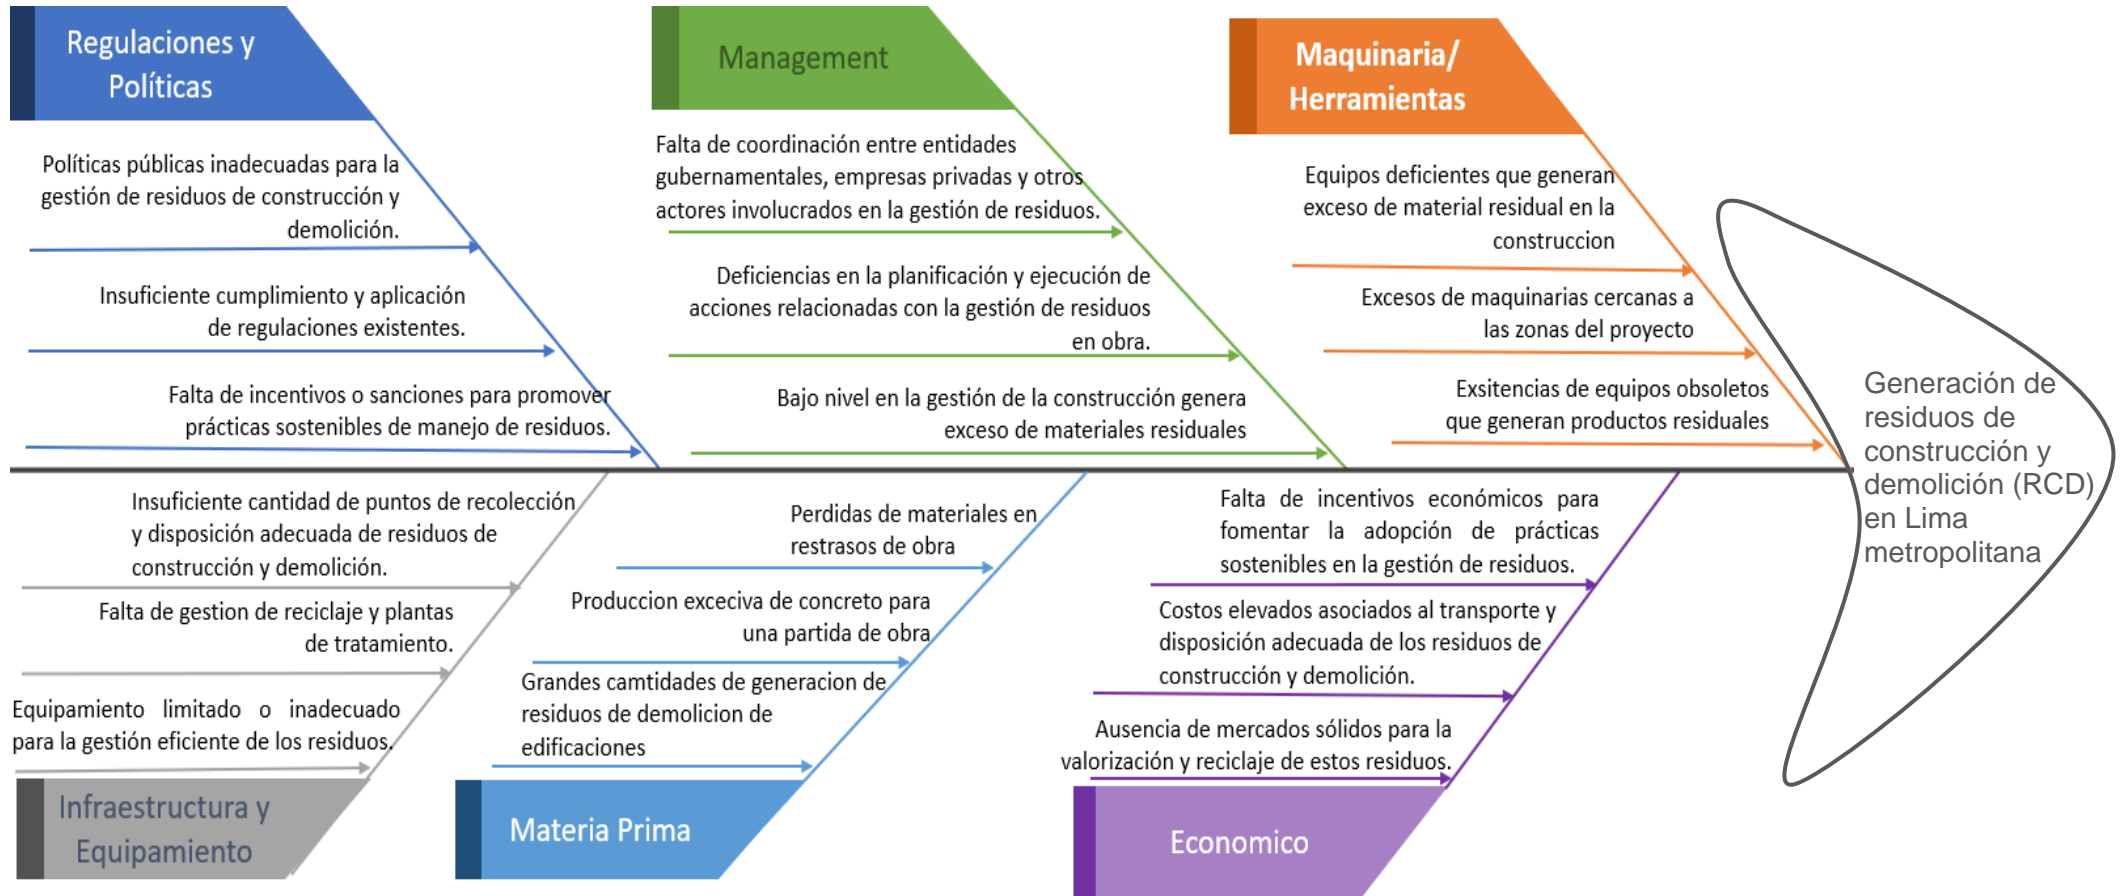 Regulaciones y
Políticas
Políticas públicas inadecuadas para la
gestión de residuos de construcción y
demolición.
Insuficiente cumplimiento y aplicación
de regulaciones existentes.
Falta de incentivos o sanciones para promover
prácticas sostenibles de manejo de residuos.
Management
Falta de coordinación entre entidades
gubernamentales, empresas privadas y otros
actores involucrados en la gestión de residuos.
Deficiencias en la planificación y ejecución de
acciones relacionadas con la gestión de residuos
en obra.
Bajo nivel en la gestión de la construcción genera
exceso de materiales residuales
Maquinaria/
Herramientas
Equipos deficientes que generan
exceso de material residual en la
construccion
Excesos de maquinarias cercanas a
las zonas del proyecto
Exsitencias de equipos obsoletos
que generan productos residuales
Generación de
residuos de
construcción y
demolición (RCD)
en Lima
metropolitana
Insuficiente cantidad de puntos de recolección
y disposición adecuada de residuos de
construcción y demolición.
Falta de gestion de reciclaje y plantas
de tratamiento.
Equipamiento limitado o inadecuado
para la gestión eficiente de los residuos.
Infraestructura y
Equipamiento
Perdidas de materiales en
restrasos de obra
Produccion exceciva de concreto para
una partida de obra
Grandes camtidades de generacion de
residuos de demolicion de
edificaciones
Materia Prima
Falta de incentivos económicos para
fomentar la adopción de prácticas
sostenibles en la gestión de residuos.
Costos elevados asociados al transporte y
disposición adecuada de los residuos de
construcción y demolición.
Ausencia de mercados sólidos para la
valorización y reciclaje de estos residuos.
Economico